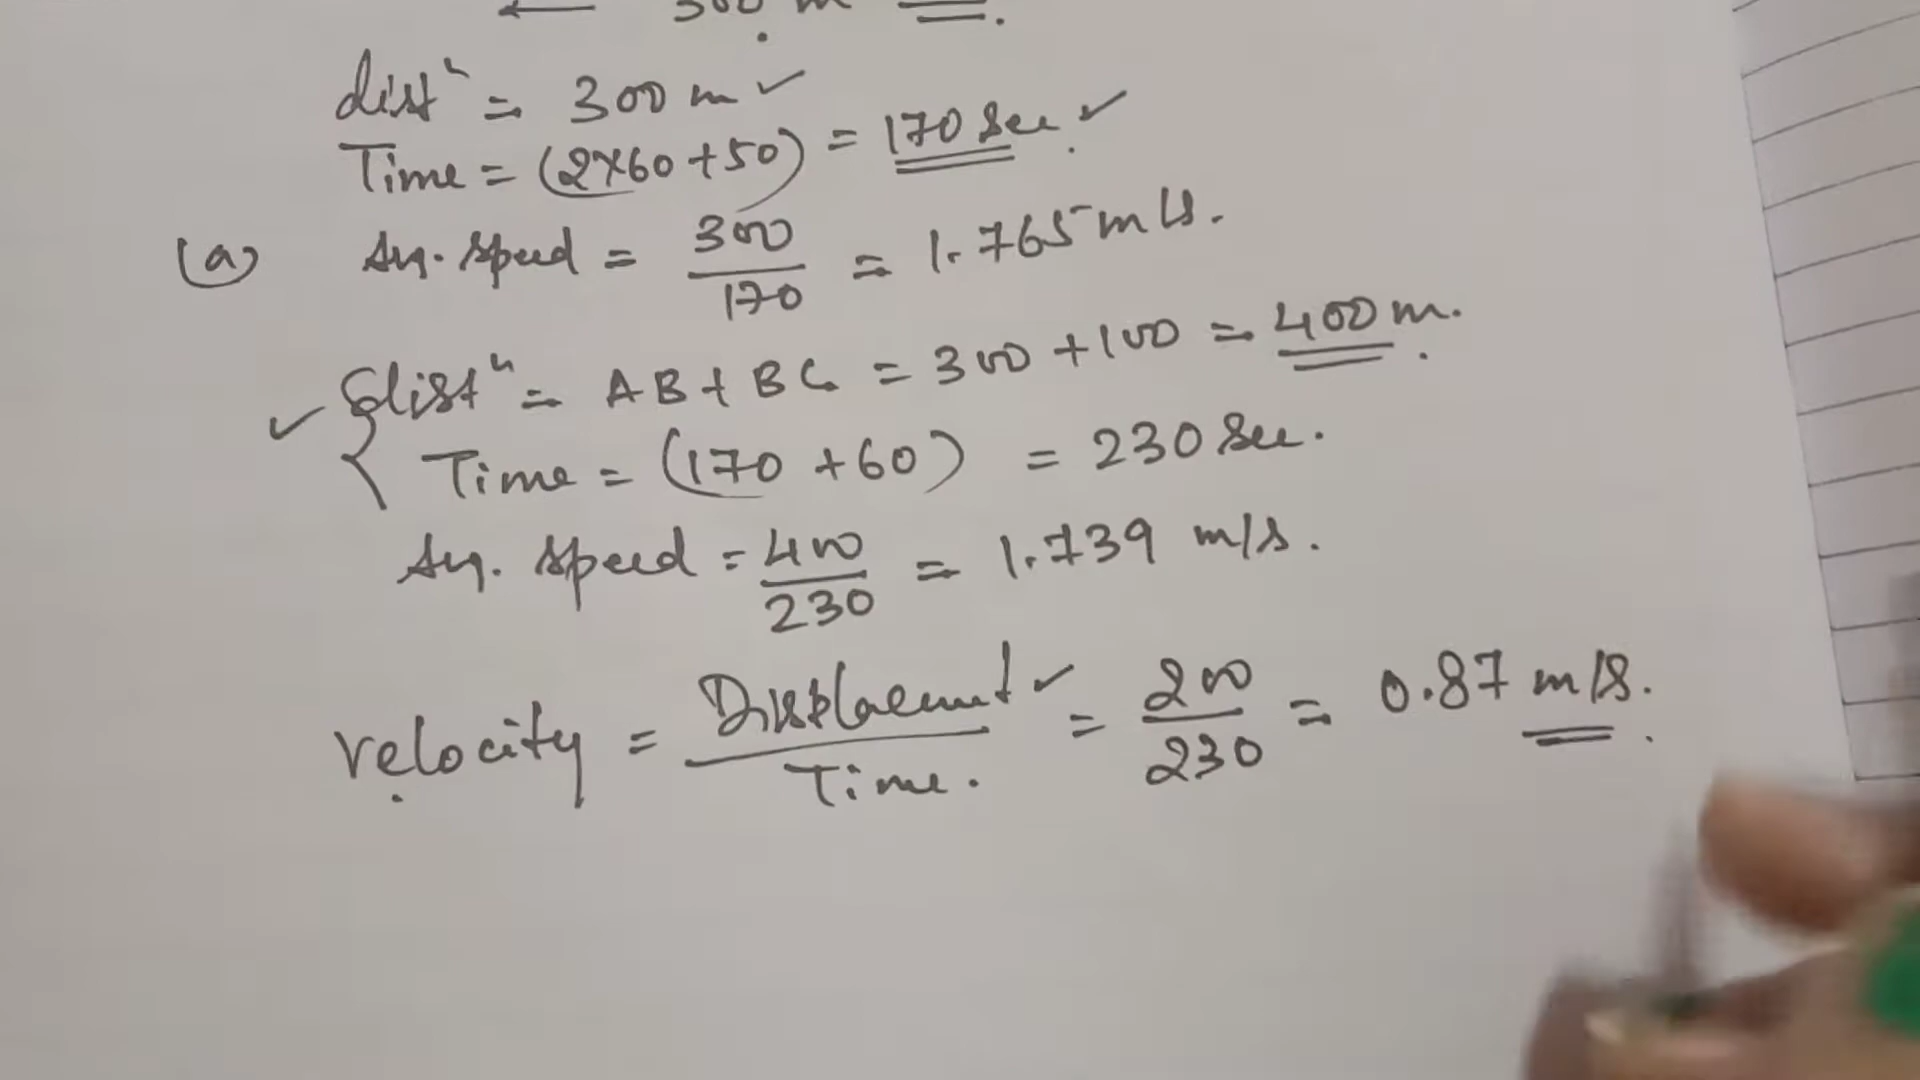 ← 300 m
distⁿ = 300 m ✓
Time = (2×60+50) = 170 Sec. ✓
(a) Av. Speed = 300/170 = 1.765 m/s.
✓ { distⁿ = AB + BC = 300 + 100 = 400 m.
Time = (170 + 60) = 230 Sec.
Av. Speed = 400/230 = 1.739 m/s.
velocity = Displacement/Time. ✓ = 200/230 = 0.87 m/s.